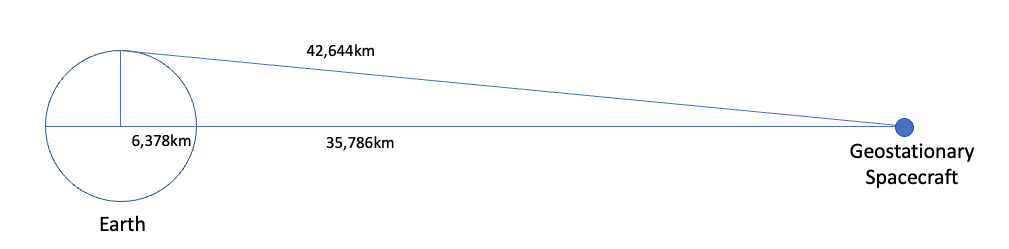 42,644km
6,378km
35,786km
Geostationary
Spacecraft
Earth